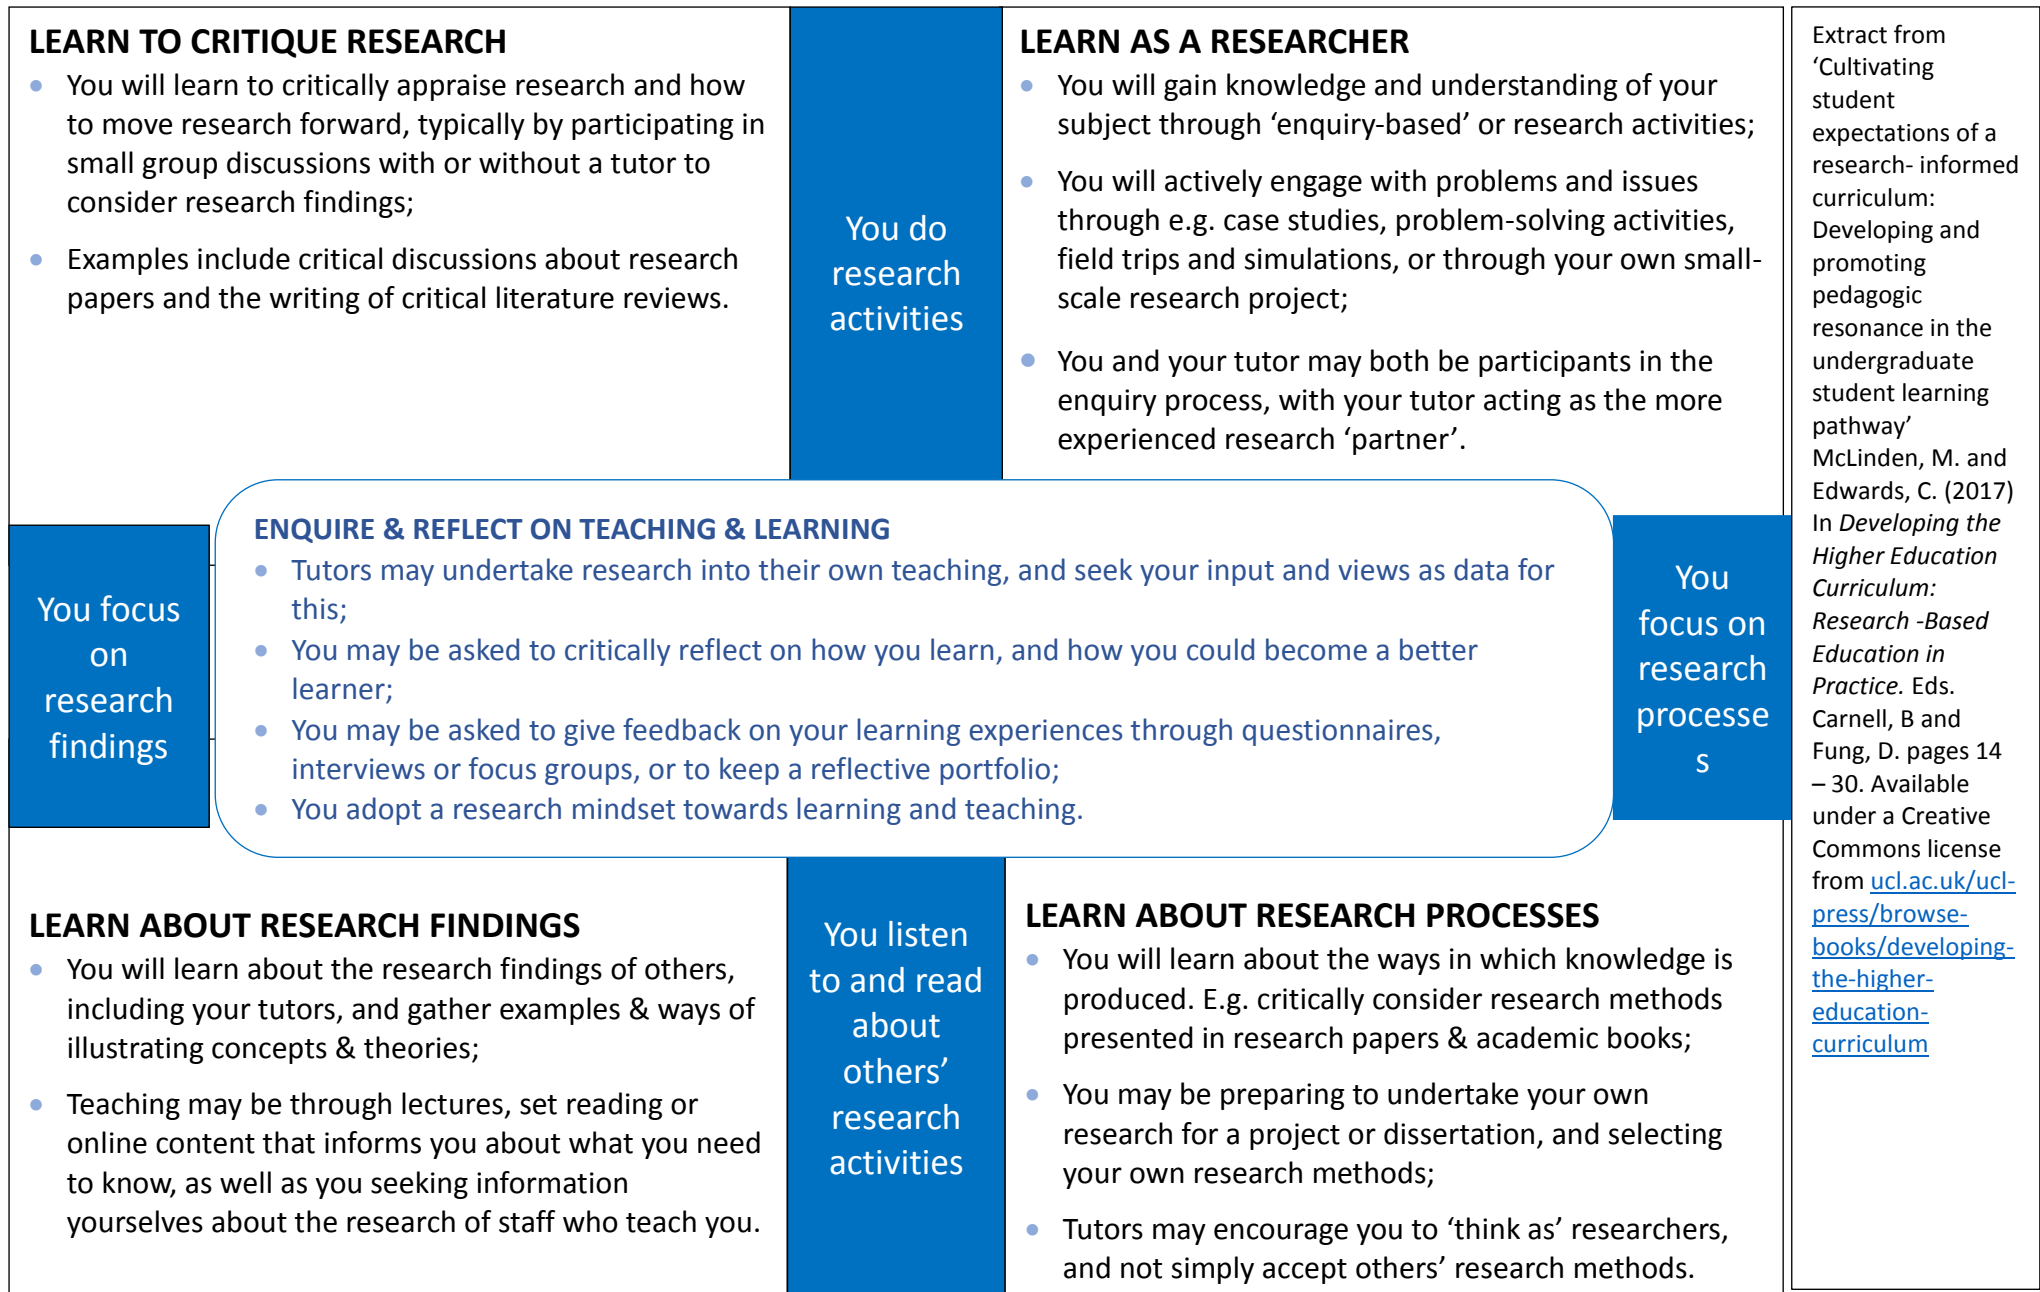 LEARN TO CRITIQUE RESEARCH
• You will learn to critically appraise research and how
to move research forward, typically by participating in
small group discussions with or without a tutor to
consider research findings;
• Examples include critical discussions about research
papers and the writing of critical literature reviews.
You do
research
activities
LEARN AS A RESEARCHER
• You will gain knowledge and understanding of your
subject through ‘enquiry-based’ or research activities;
• You will actively engage with problems and issues
through e.g. case studies, problem-solving activities,
field trips and simulations, or through your own small-
scale research project;
• You and your tutor may both be participants in the
enquiry process, with your tutor acting as the more
experienced research ‘partner’.
You focus
on
research
findings
ENQUIRE & REFLECT ON TEACHING & LEARNING
• Tutors may undertake research into their own teaching, and seek your input and views as data for
this;
• You may be asked to critically reflect on how you learn, and how you could become a better
learner;
• You may be asked to give feedback on your learning experiences through questionnaires,
interviews or focus groups, or to keep a reflective portfolio;
• You adopt a research mindset towards learning and teaching.
You
focus on
research
processe
s
LEARN ABOUT RESEARCH FINDINGS
• You will learn about the research findings of others,
including your tutors, and gather examples & ways of
illustrating concepts & theories;
• Teaching may be through lectures, set reading or
online content that informs you about what you need
to know, as well as you seeking information
yourselves about the research of staff who teach you.
You listen
to and read
about
others’
research
activities
LEARN ABOUT RESEARCH PROCESSES
• You will learn about the ways in which knowledge is
produced. E.g. critically consider research methods
presented in research papers & academic books;
• You may be preparing to undertake your own
research for a project or dissertation, and selecting
your own research methods;
• Tutors may encourage you to ‘think as’ researchers,
and not simply accept others’ research methods.
Extract from
‘Cultivating
student
expectations of a
research- informed
curriculum:
Developing and
promoting
pedagogic
resonance in the
undergraduate
student learning
pathway’
McLinden, M. and
Edwards, C. (2017)
In Developing the
Higher Education
Curriculum:
Research -Based
Education in
Practice. Eds.
Carnell, B and
Fung, D. pages 14
– 30. Available
under a Creative
Commons license
from ucl.ac.uk/ucl-
press/browse-
books/developing-
the-higher-
education-
curriculum